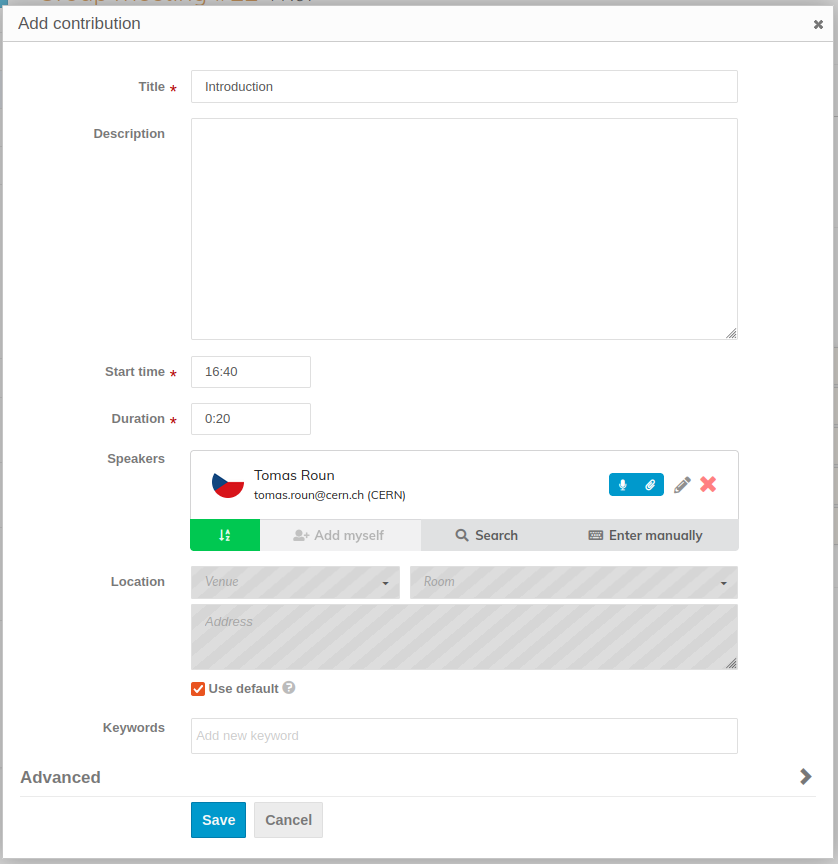 Add contribution
Title *
Introduction
Description
Start time *
16:40
Duration *
0:20
Speakers
Tomas Roun
tomas.roun@cern.ch (CERN)
Add myself
Search
Enter manually
Location
Venue
Room
Address
Use default
Keywords
Add new keyword
Advanced
Save
Cancel